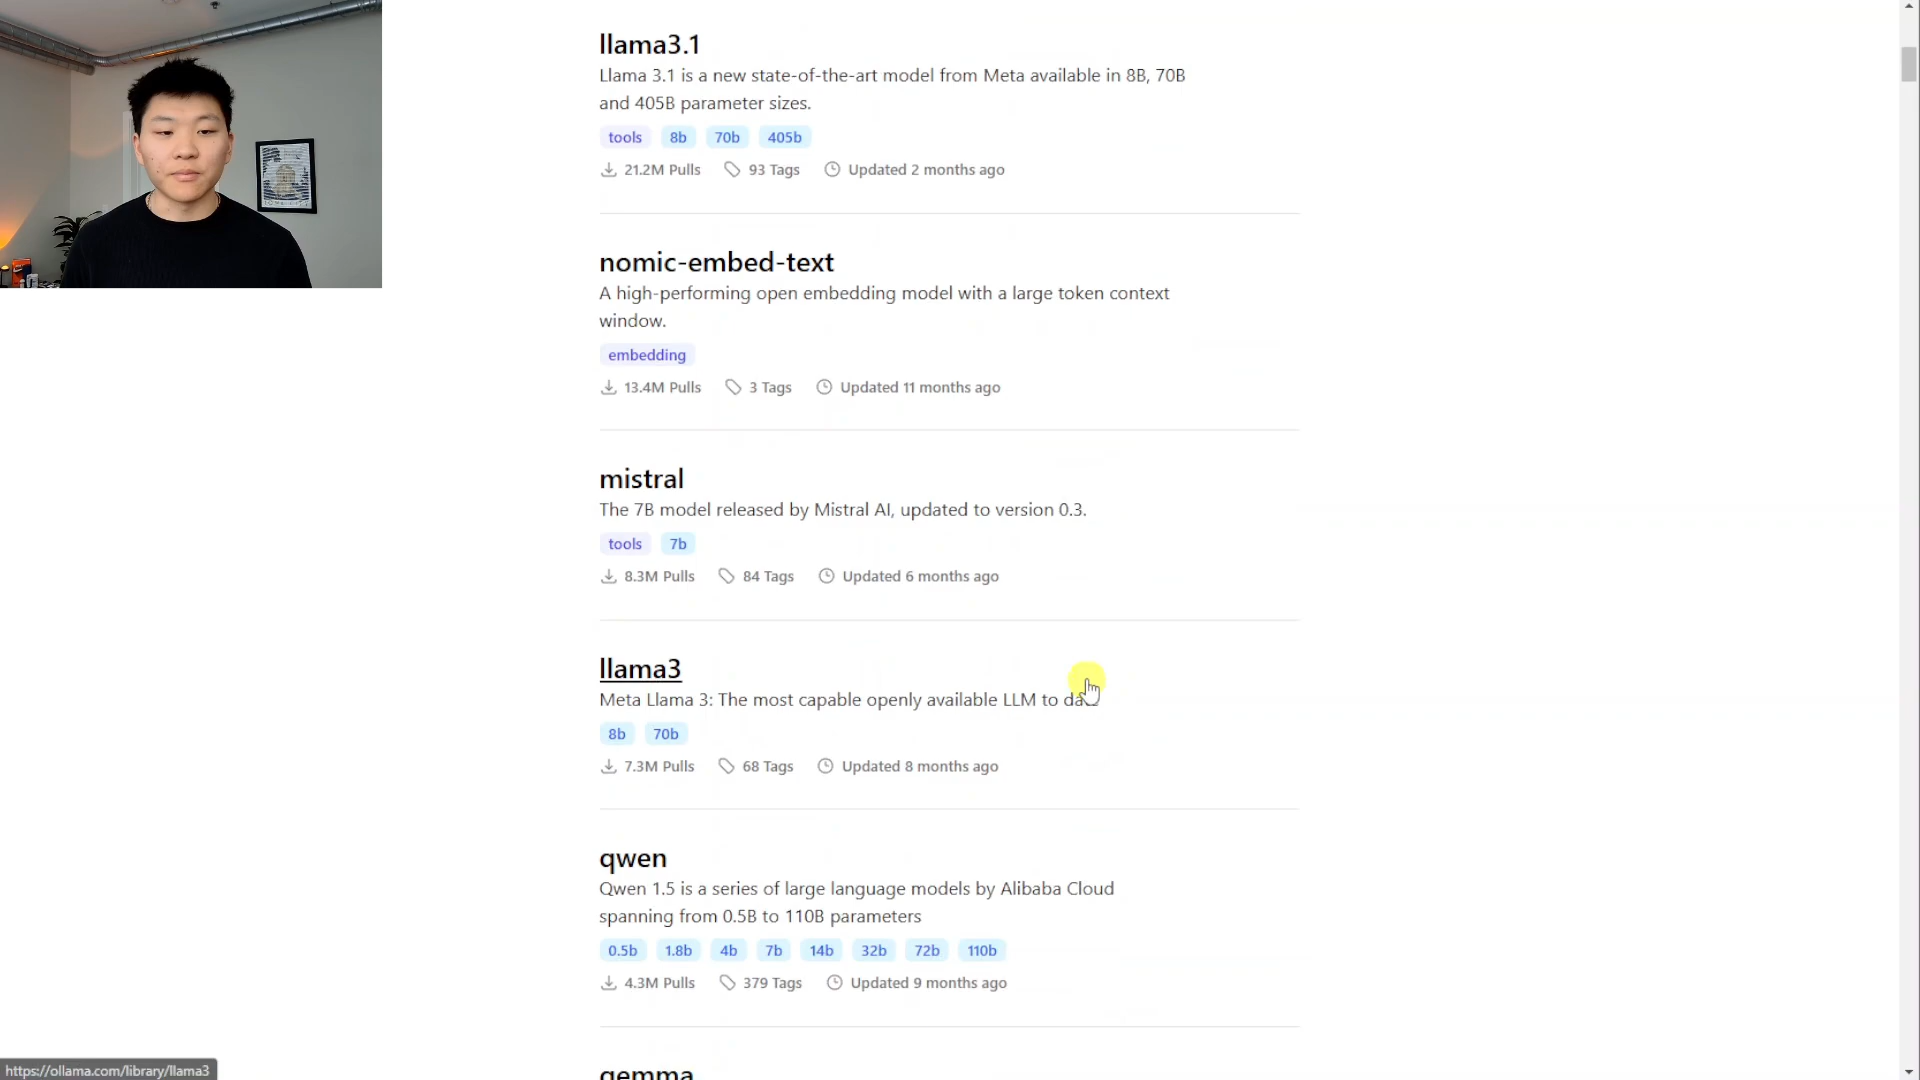 llama3.1
Llama 3.1 is a new state-of-the-art model from Meta available in 8B, 70B
and 405B parameter sizes.
tools 8b 70b 405b
21.2M Pulls 93 Tags Updated 2 months ago
nomic-embed-text
A high-performing open embedding model with a large token context
window.
embedding
13.4M Pulls 3 Tags Updated 11 months ago
mistral
The 7B model released by Mistral AI, updated to version 0.3.
tools 7b
8.3M Pulls 84 Tags Updated 6 months ago
llama3
Meta Llama 3: The most capable openly available LLM to
8b 70b
7.3M Pulls 68 Tags Updated 8 months ago
qwen
Qwen 1.5 is a series of large language models by Alibaba Cloud
spanning from 0.5B to 110B parameters
0.5b 1.8b 4b 7b 14b 32b 72b 110b
4.3M Pulls 379 Tags Updated 9 months ago
gemma
https://ollama.com/library/llama3